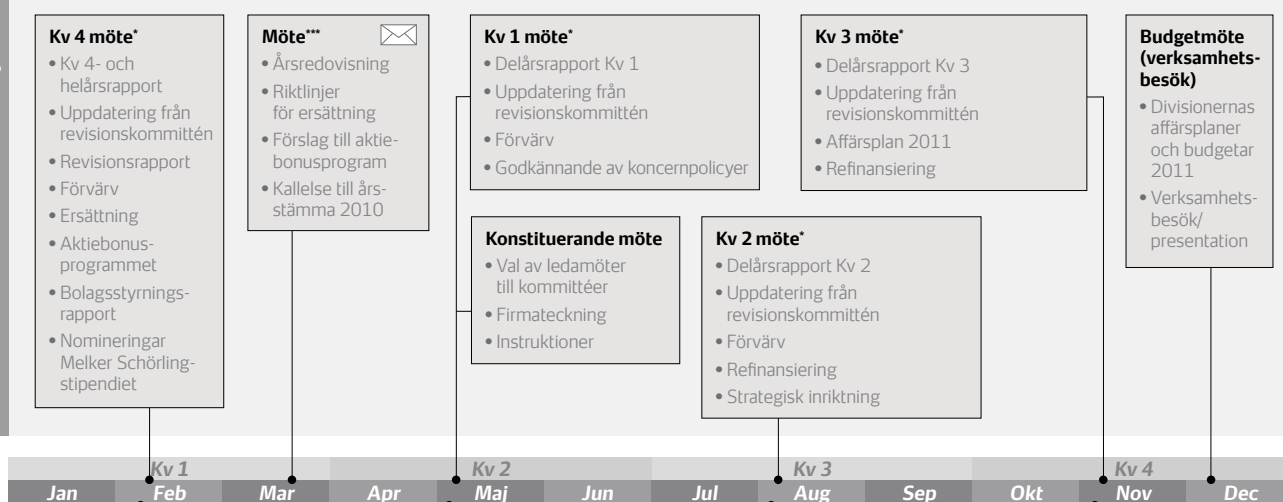 Kv 4 möte*
• Kv 4- och
helårsrapport
• Uppdatering från
revisionskommittén
• Revisionsrapport
• Förvärv
• Ersättning
• Aktiebonus-
programmet
• Bolagsstyrnings-
rapport
• Nomineringar
Melker Schörling-
stipendiet
Möte***
• Årsredovisning
• Riktlinjer
för ersättning
• Förslag till aktie-
bonusprogram
• Kallelse till års-
stämma 2010
Kv 1 möte*
• Delårsrapport Kv 1
• Uppdatering från
revisionskommittén
• Förvärv
• Godkännande av koncernpolicyer
Konstituerande möte
• Val av ledamöter
till kommittéer
• Firmateckning
• Instruktioner
Kv 3 möte*
• Delårsrapport Kv 3
• Uppdatering från
revisionskommittén
• Affärsplan 2011
• Refinansiering
Kv 2 möte*
• Delårsrapport Kv 2
• Uppdatering från
revisionskommittén
• Förvärv
• Refinansiering
• Strategisk inriktning
Budgetmöte
(verksamhets-
besök)
• Divisionernas
affärsplaner
och budgetar
2011
• Verksamhets-
besök/
presentation
Kv 1 Kv 2 Kv 3 Kv 4
Jan Feb Mar Apr Maj Jun Jul Aug Sep Okt Nov Dec